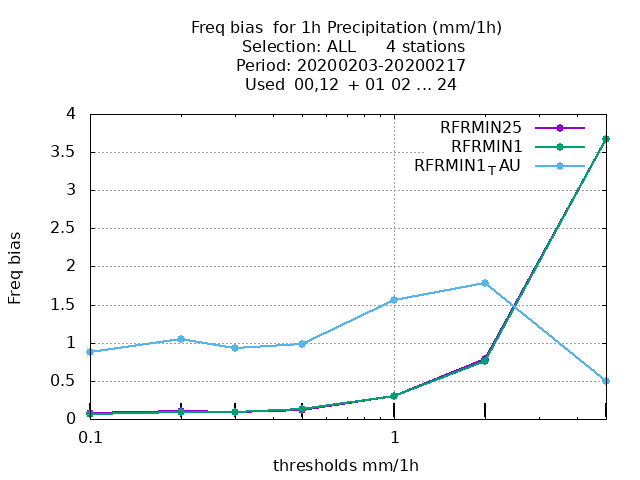 Freq bias  for 1h Precipitation (mm/1h)
Selection: ALL      4 stations
Period: 20200203-20200217
Used  00,12  + 01 02 ... 24
4
3.5
3
2.5
2
1.5
1
0.5
0
Freq bias
RFRMIN25
RFRMIN1
RFRMIN1TAU
0.1
1
thresholds mm/1h